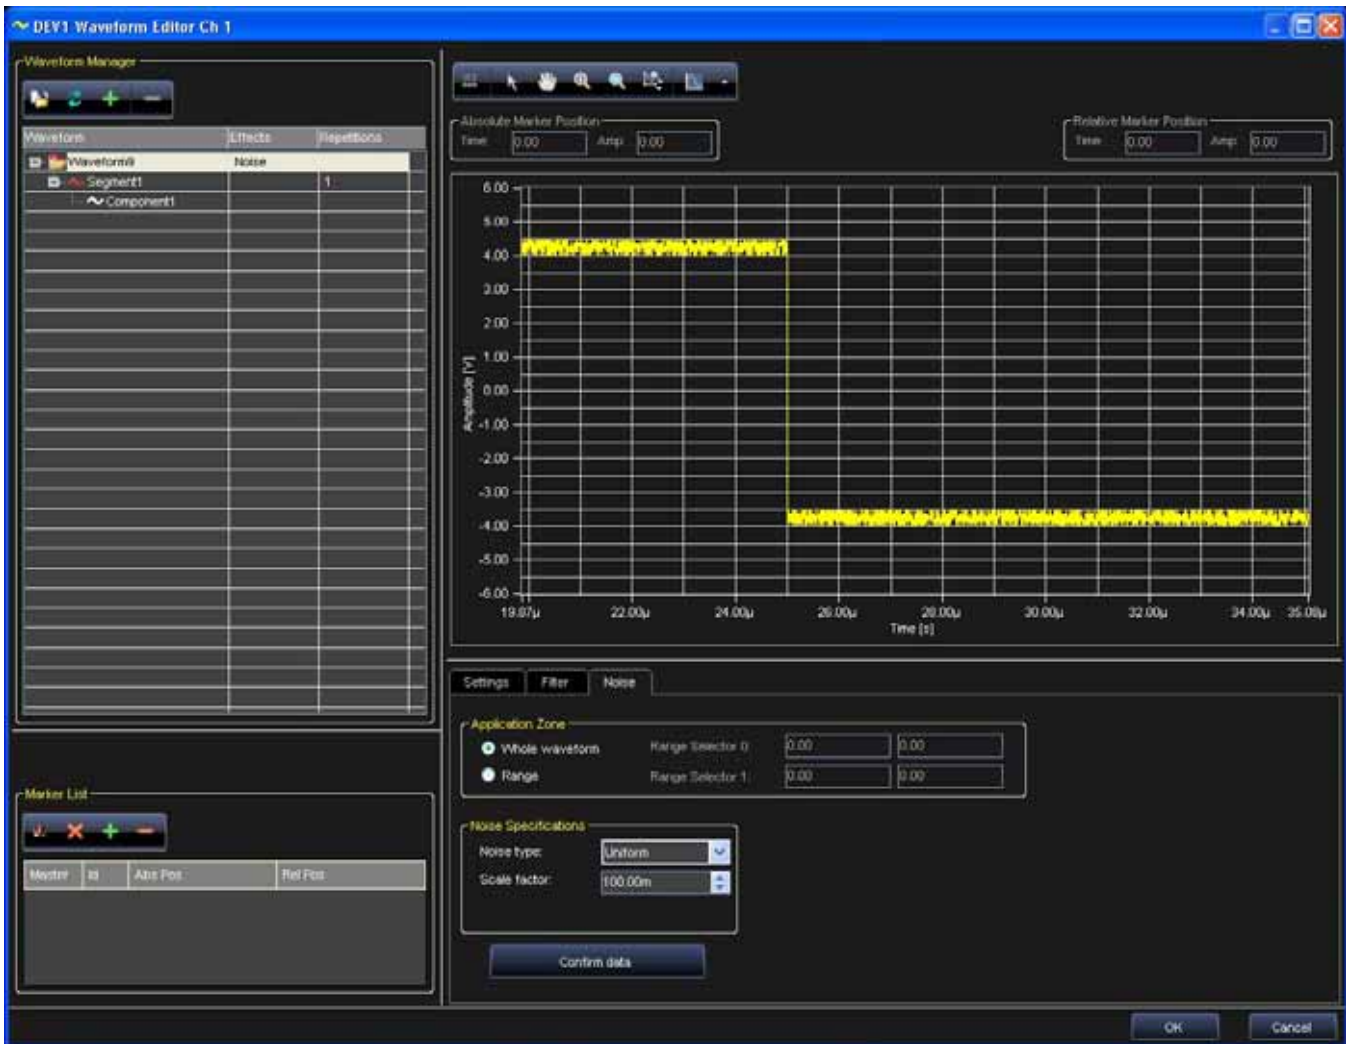 DEV1 Waveform Editor Ch 1
Waveform Manager
Waveform Effects Repetitions
Waveform9 Noise
Segment1 1
Component1
Absolute Marker Position
Time 0.00 Amp 0.00
Relative Marker Position
Time 0.00 Amp 0.00
6.00
5.00
4.00
3.00
2.00
1.00
0.00
-1.00
-2.00
-3.00
-4.00
-5.00
-6.00
Amplitude [V]
19.87µ 22.00µ 24.00µ 26.00µ 28.00µ 30.00µ 32.00µ 34.00µ 35.09µ
Time [s]
Settings Filter Noise
Application Zone
Whole waveform Range Selector 0: 0.00 0.00
Range Range Selector 1: 0.00 0.00
Noise Specifications
Noise type: Uniform
Scale factor: 100.00m
Confirm data
Marker List
Master Id Abs Pos Rel Pos
OK Cancel